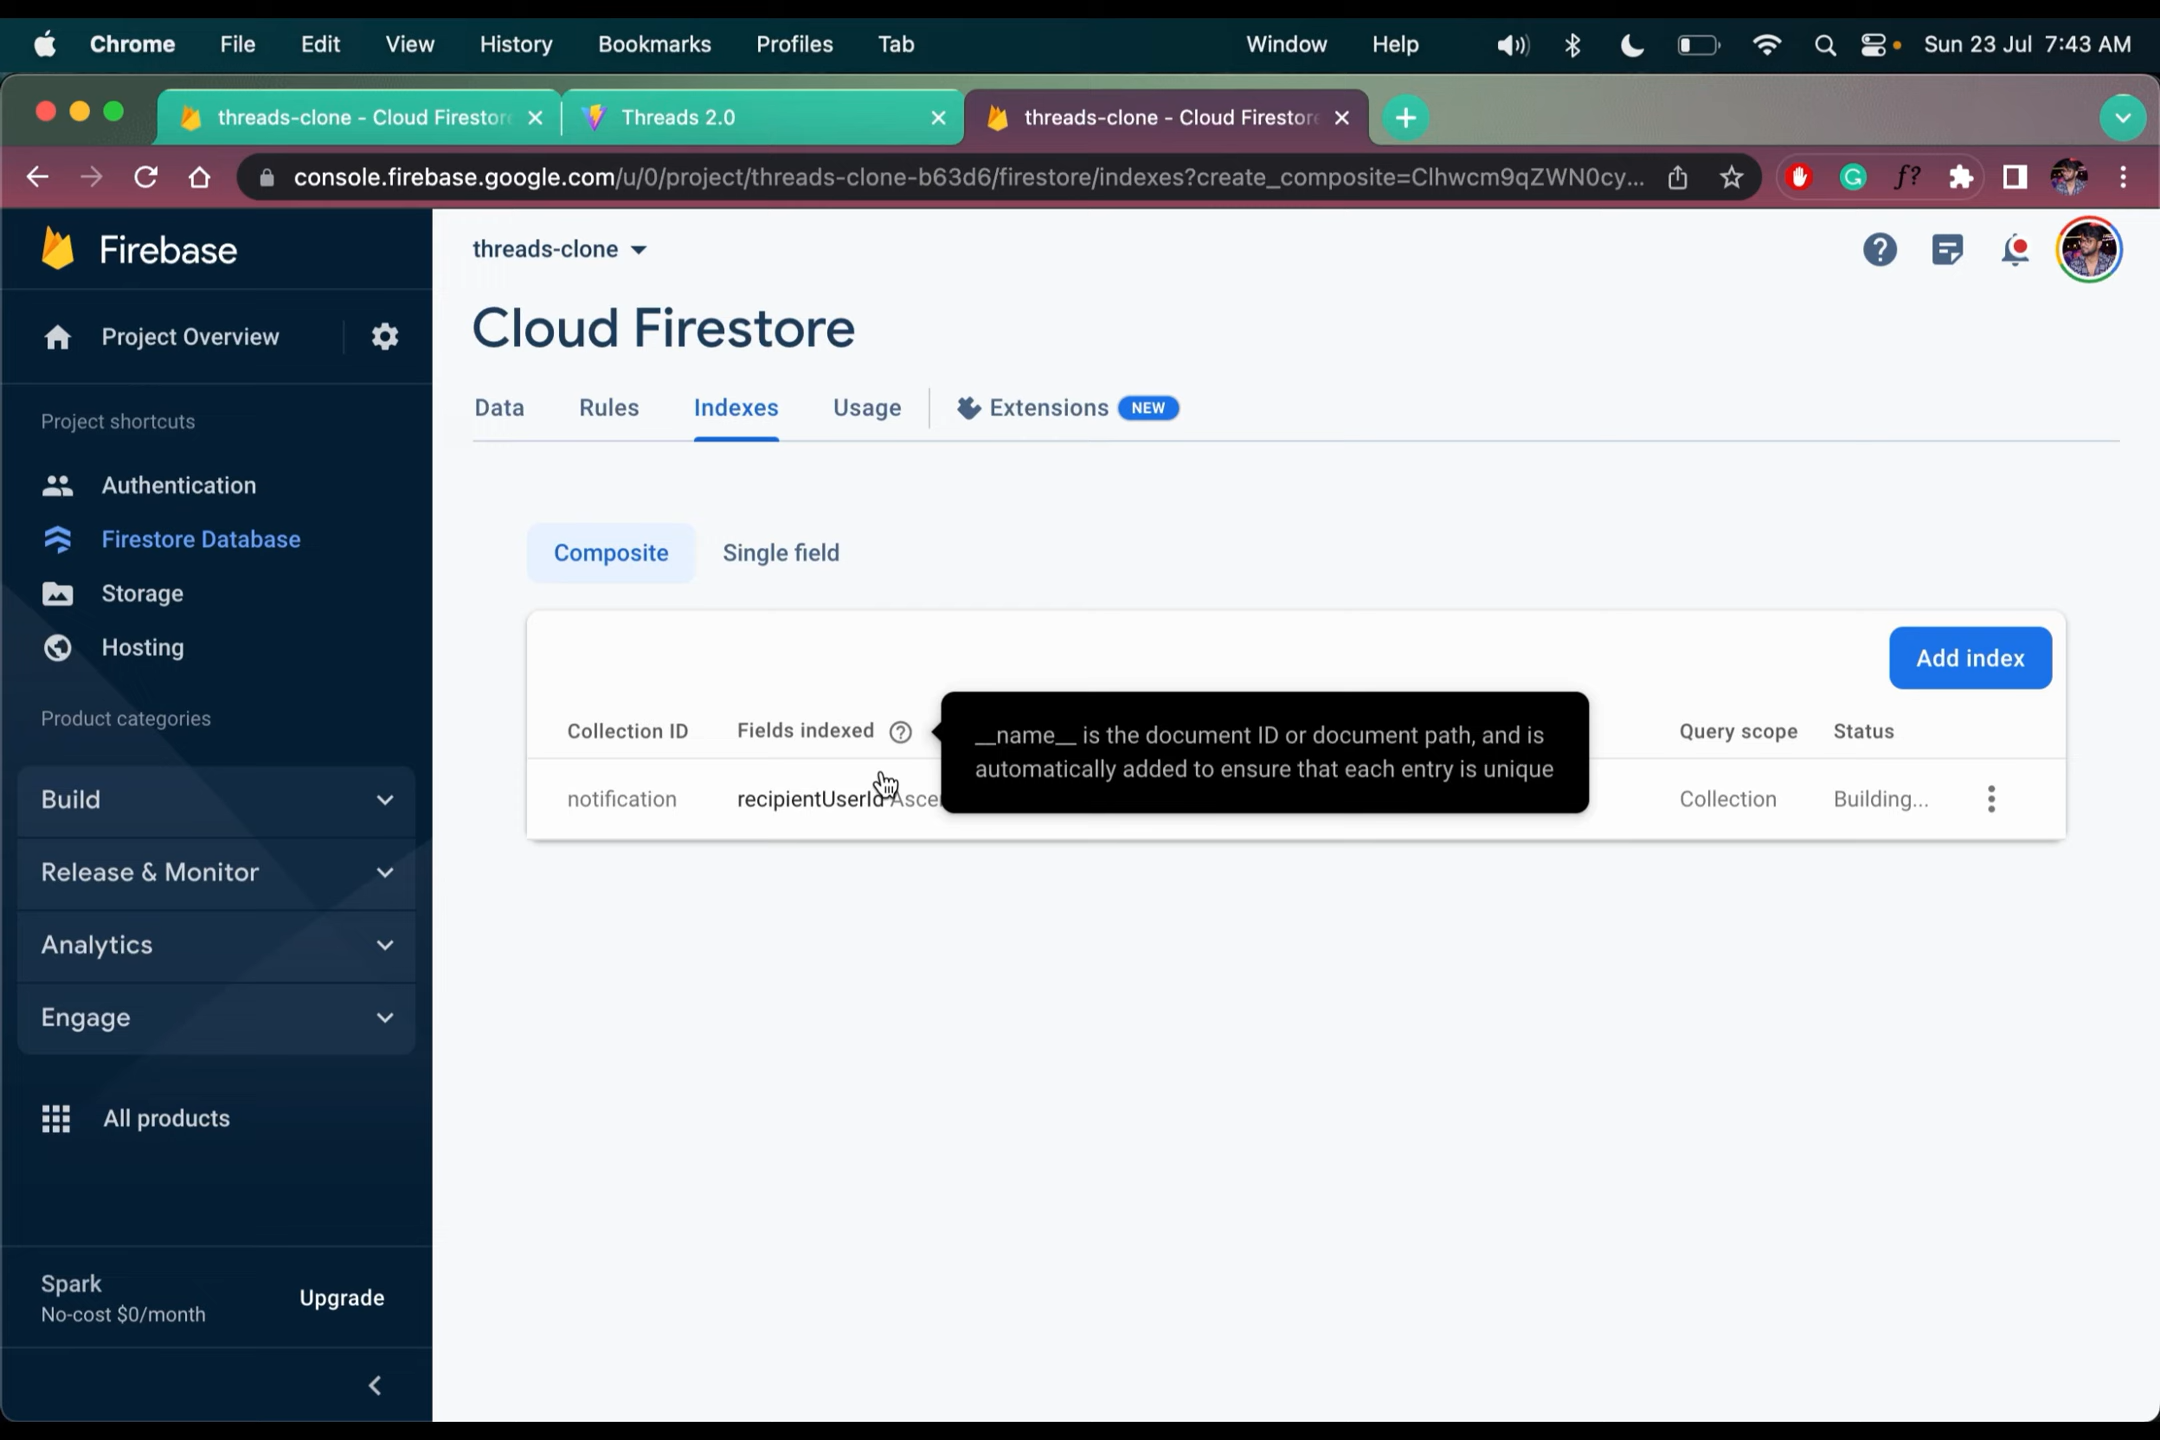 Chrome File Edit View History Bookmarks Profiles Tab Window Help Sun 23 Jul 7:43 AM
threads-clone - Cloud Firestor
Threads 2.0
threads-clone - Cloud Firestor
console.firebase.google.com/u/0/project/threads-clone-b63d6/firestore/indexes?create_composite=Clhwcm9qZWN0cy...
f?
Firebase
Project Overview
Project shortcuts
Authentication
Firestore Database
Storage
Hosting
Product categories
Build
Release & Monitor
Analytics
Engage
All products
Spark
No-cost $0/month
Upgrade
threads-clone
Cloud Firestore
Data Rules Indexes Usage Extensions NEW
Composite Single field
Add index
Collection ID Fields indexed Query scope Status
__name__ is the document ID or document path, and is
automatically added to ensure that each entry is unique
notification recipientUserId Ascen Collection Building...